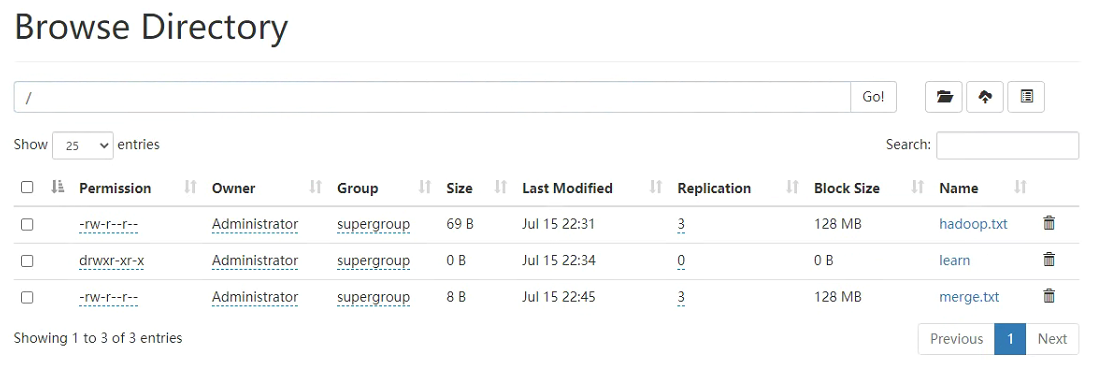 Browse Directory
/ Go!
Show 25 entries Search:
Permission Owner Group Size Last Modified Replication Block Size Name
-rw-r--r-- Administrator supergroup 69 B Jul 15 22:31 3 128 MB hadoop.txt
drwxr-xr-x Administrator supergroup 0 B Jul 15 22:34 0 0 B learn
-rw-r--r-- Administrator supergroup 8 B Jul 15 22:45 3 128 MB merge.txt
Showing 1 to 3 of 3 entries Previous 1 Next